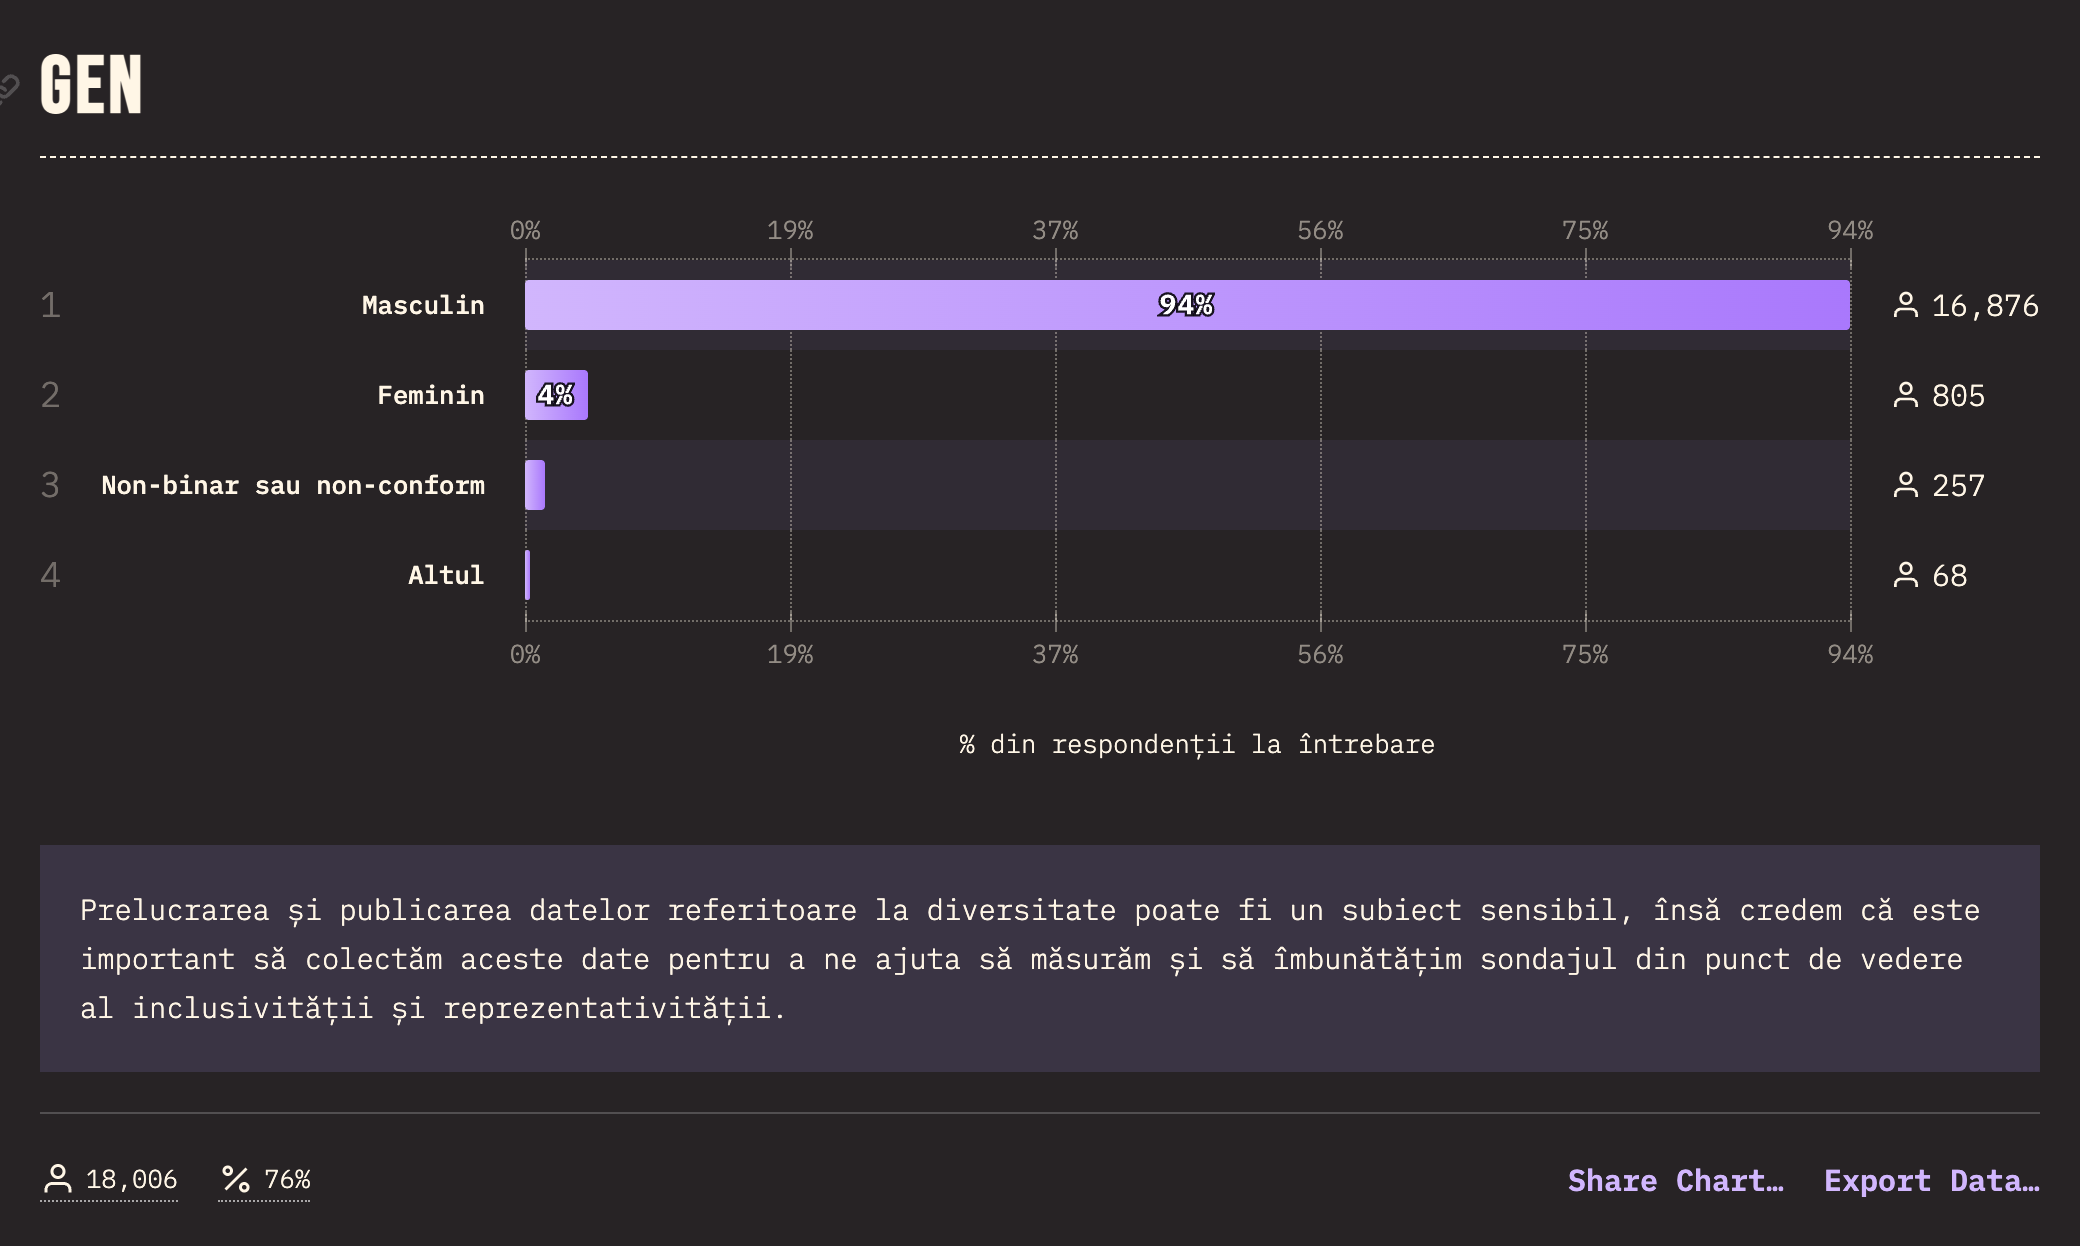 GEN
0% 19% 37% 56% 75% 94%
1 Masculin 94% 16,876
2 Feminin 4% 805
3 Non-binar sau non-conform 257
4 Altul 68
0% 19% 37% 56% 75% 94%
% din respondenții la întrebare
Prelucrarea și publicarea datelor referitoare la diversitate poate fi un subiect sensibil, însă credem că este
important să colectăm aceste date pentru a ne ajuta să măsurăm și să îmbunătățim sondajul din punct de vedere
al inclusivității și reprezentativității.
18,006 76% Share Chart… Export Data…